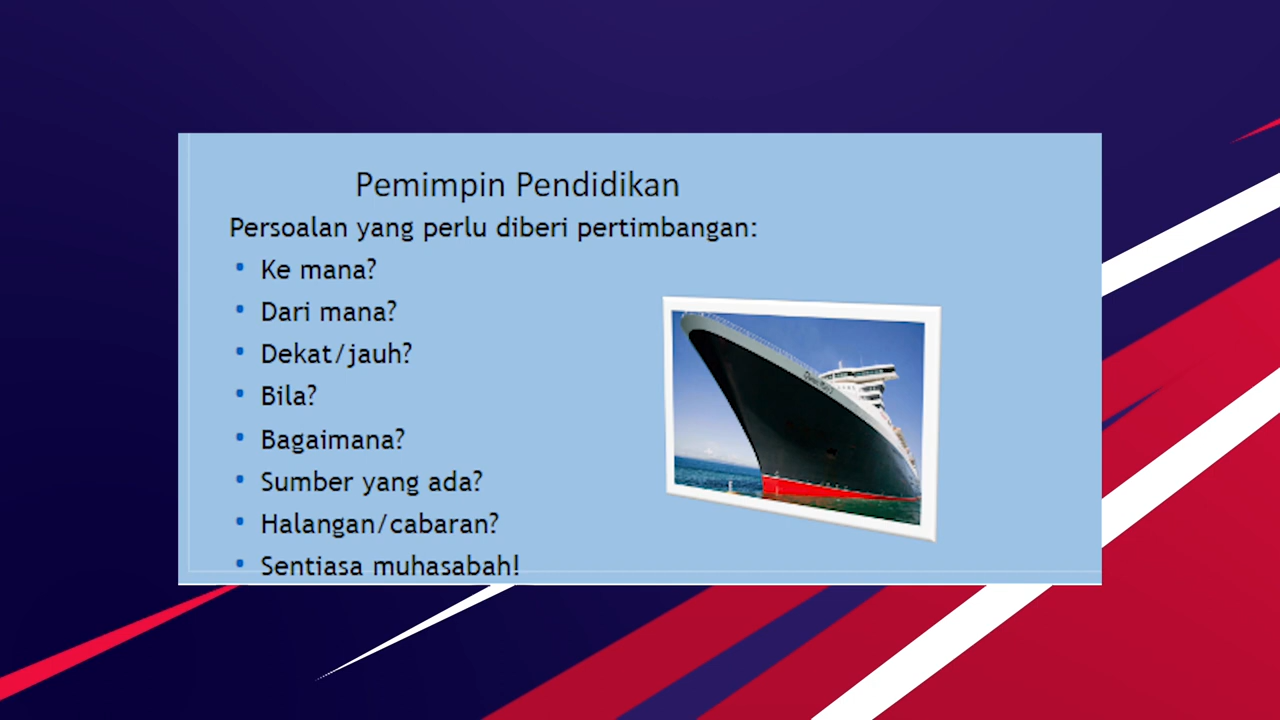 Pemimpin Pendidikan
Persoalan yang perlu diberi pertimbangan:
• Ke mana?
• Dari mana?
• Dekat/jauh?
• Bila?
• Bagaimana?
• Sumber yang ada?
• Halangan/cabaran?
• Sentiasa muhasabah!